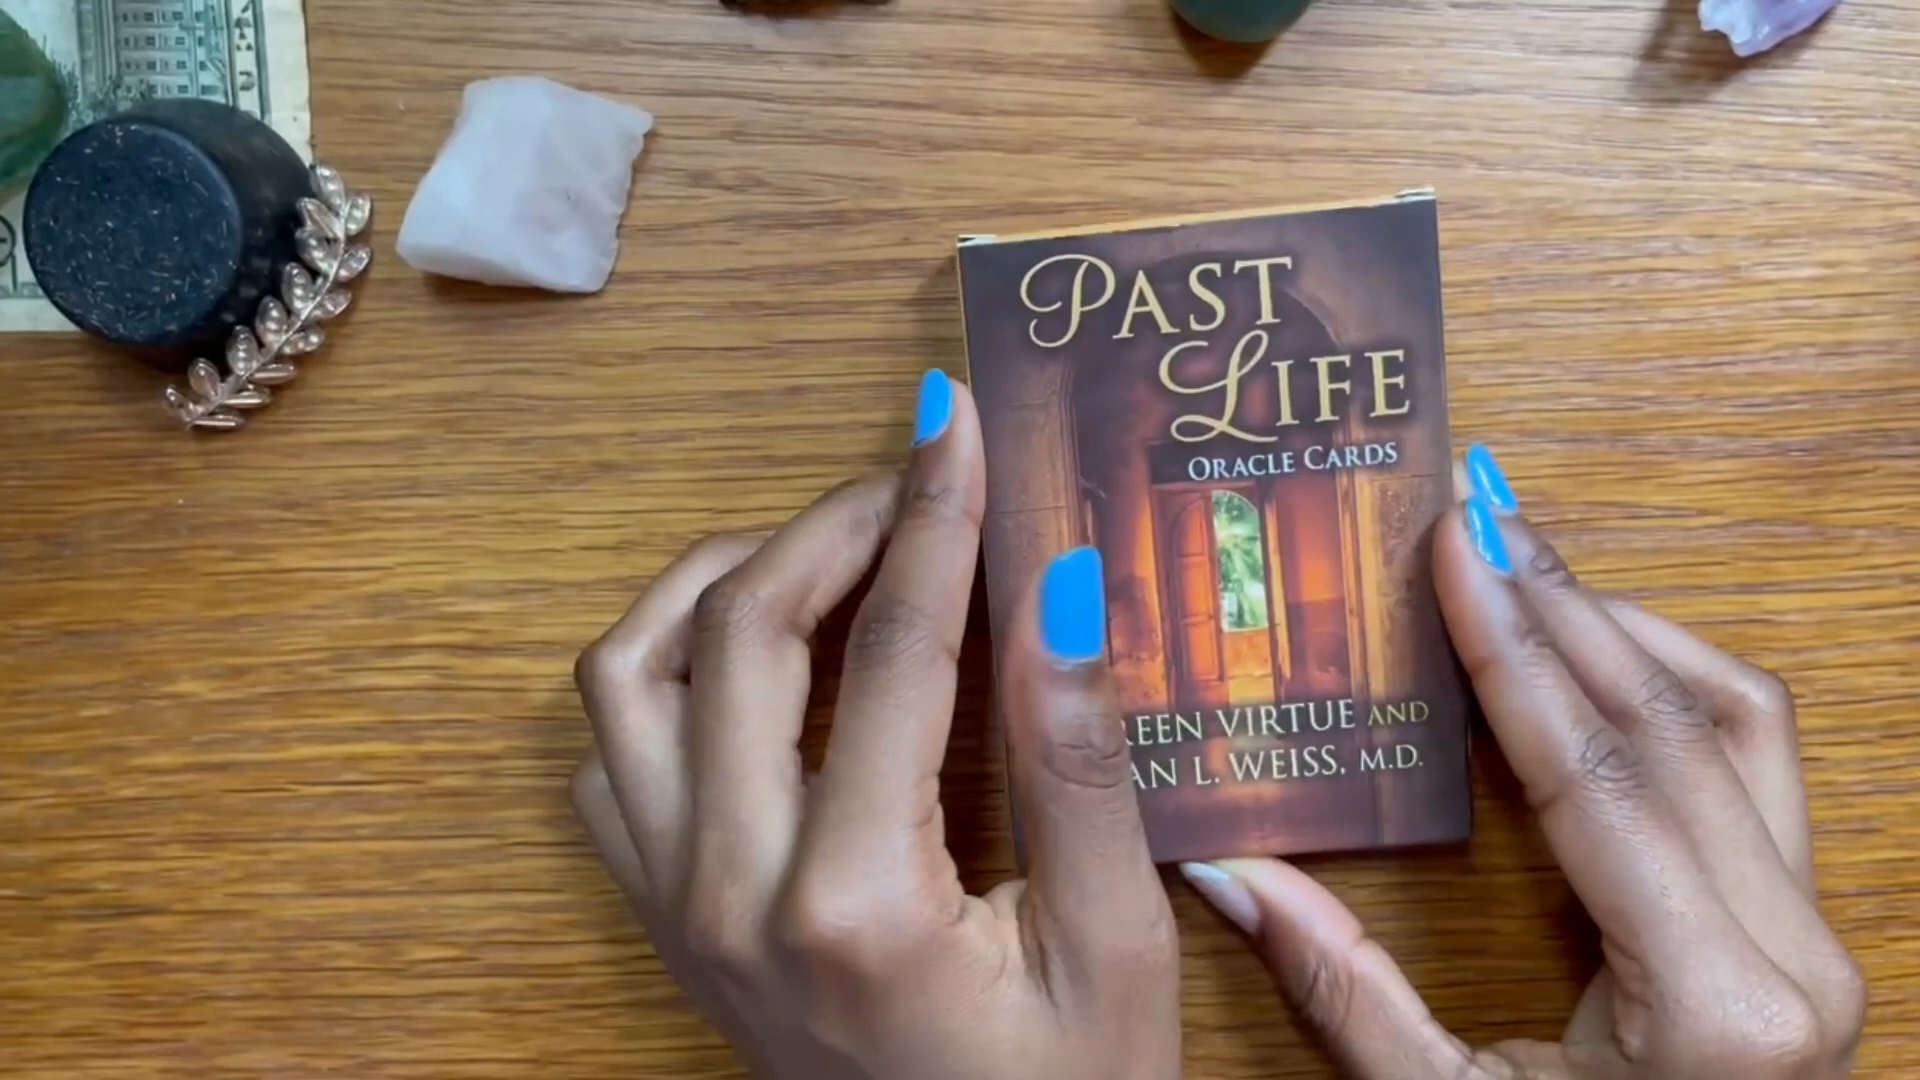 PAST
LIFE
ORACLE CARDS
REEN VIRTUE AND
AN L. WEISS, M.D.